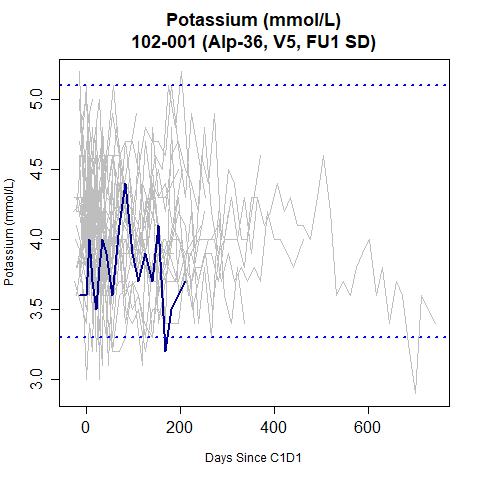 Potassium (mmol/L)
102-001 (Alp-36, V5, FU1 SD)
Potassium (mmol/L)
5.0
4.5
4.0
3.5
3.0
0
200
400
600
Days Since C1D1